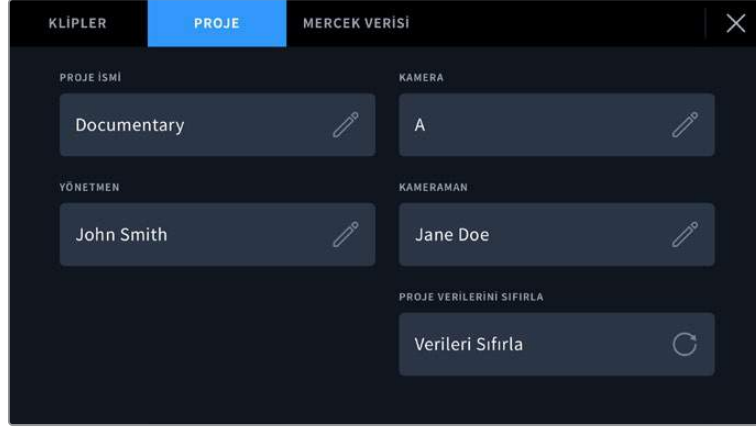 KLİPLER PROJE MERCEK VERİSİ
PROJE İSMİ KAMERA
Documentary A
YÖNETMEN KAMERAMAN
John Smith Jane Doe
PROJE VERİLERİNİ SIFIRLA
Verileri Sıfırla